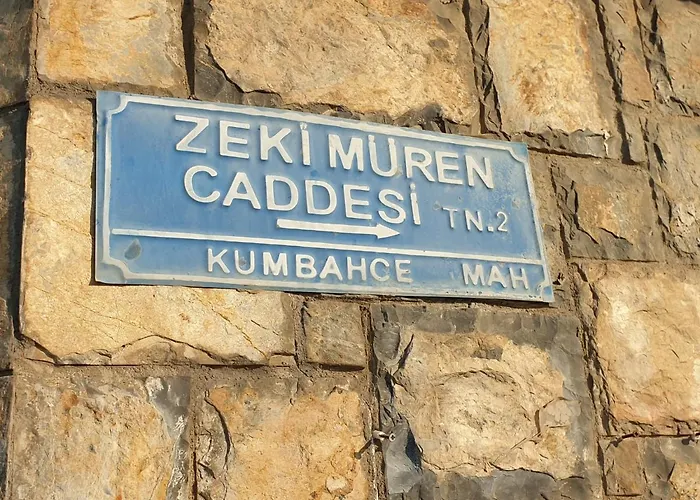 ZEKİ MÜREN
CADDESİ TN.2
KUMBAHCE MAH